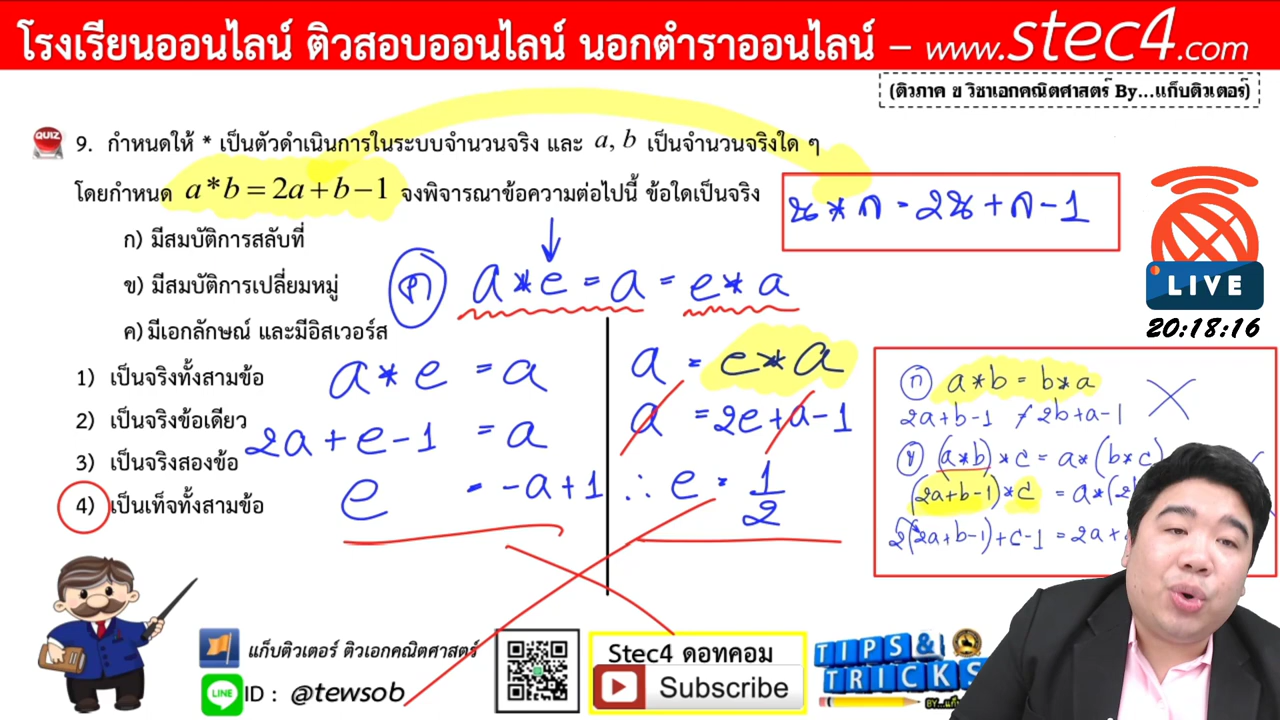 โรงเรียนออนไลน์ ติวสอบออนไลน์ นอกตำราออนไลน์ – www.stec4.com
(ติวภาค ข วิชาเอกคณิตศาสตร์ By...แก็บติวเตอร์)
QUIZ
9. กำหนดให้ * เป็นตัวดำเนินการในระบบจำนวนจริง และ a, b เป็นจำนวนจริงใด ๆ
โดยกำหนด a*b = 2a+b−1 จงพิจารณาข้อความต่อไปนี้ ข้อใดเป็นจริง
น * ก = 2น + ก − 1
ก) มีสมบัติการสลับที่
ข) มีสมบัติการเปลี่ยนหมู่
ค) มีเอกลักษณ์ และมีอิสเวอร์ส
1) เป็นจริงทั้งสามข้อ
2) เป็นจริงข้อเดียว
3) เป็นจริงสองข้อ
4) เป็นเท็จทั้งสามข้อ
ค a*e = a = e*a
a*e = a
2a+e−1 = a
e = −a+1
a = e*a
a = 2e+a−1
∴ e = 1/2
LIVE
20:18:16
ก a*b = b*a
2a+b−1 ≠ 2b+a−1
ข (a*b)*c = a*(b*c)
(2a+b−1)*c = a*(2
2(2a+b−1)+c−1 = 2a+
แก็บติวเตอร์ ติวเอกคณิตศาสตร์
LINE ID : @tewsob
Stec4 ดอทคอม
Subscribe
TIPS &
TRICKS